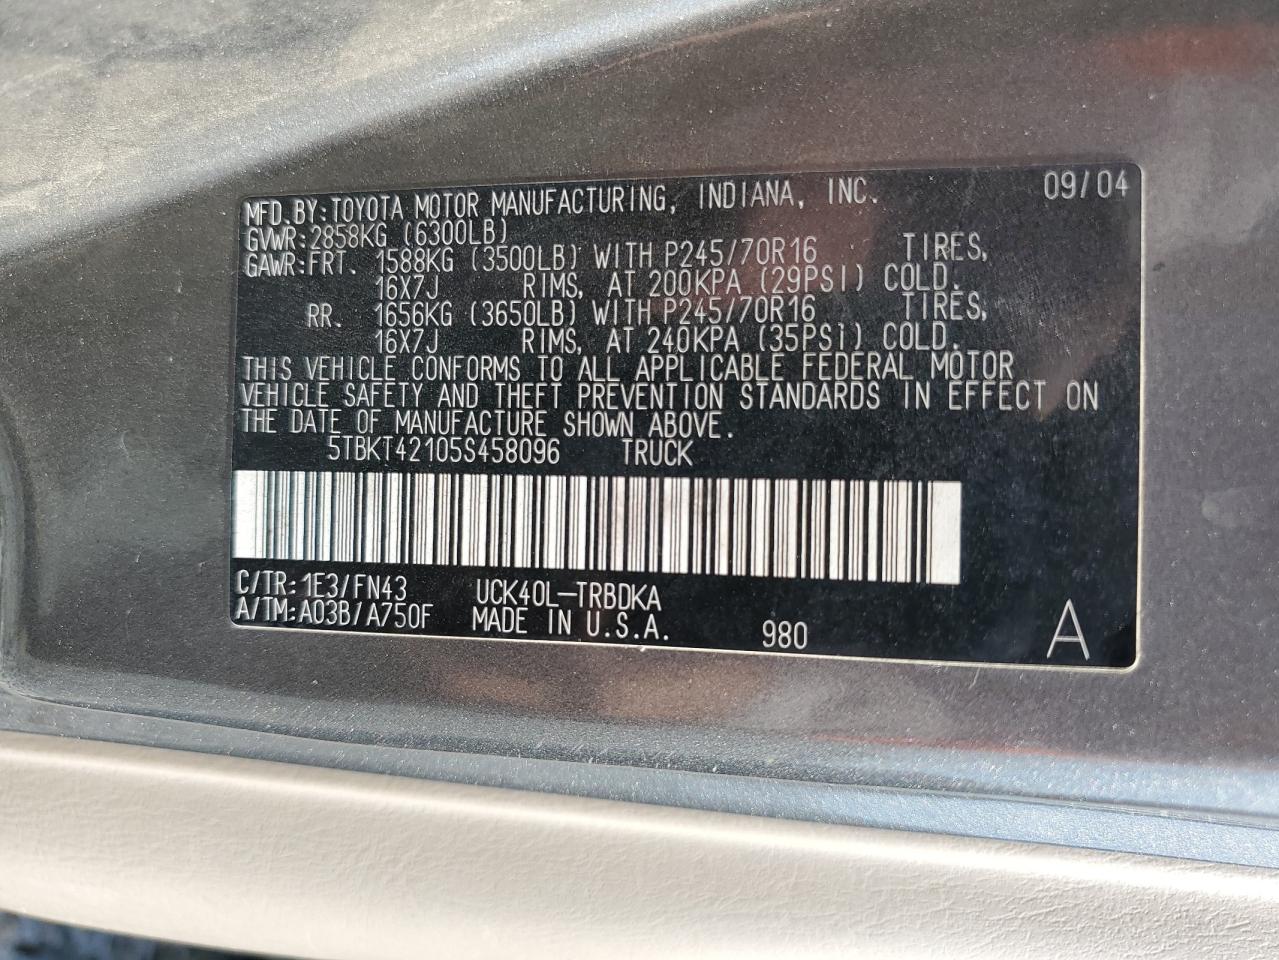 MFD.BY:TOYOTA MOTOR MANUFACTURING, INDIANA, INC. 09/04
GVWR:2858KG (6300LB)
GAWR:FRT. 1588KG (3500LB) WITH P245/70R16 TIRES,
16X7J RIMS, AT 200KPA (29PSI) COLD.
RR. 1656KG (3650LB) WITH P245/70R16 TIRES,
16X7J RIMS, AT 240KPA (35PSI) COLD.
THIS VEHICLE CONFORMS TO ALL APPLICABLE FEDERAL MOTOR
VEHICLE SAFETY AND THEFT PREVENTION STANDARDS IN EFFECT ON
THE DATE OF MANUFACTURE SHOWN ABOVE.
5TBKT42105S458096 TRUCK
C/TR:1E3/FN43 UCK40L-TRBDKA
A/TM:A03B/A750F MADE IN U.S.A. 980 A